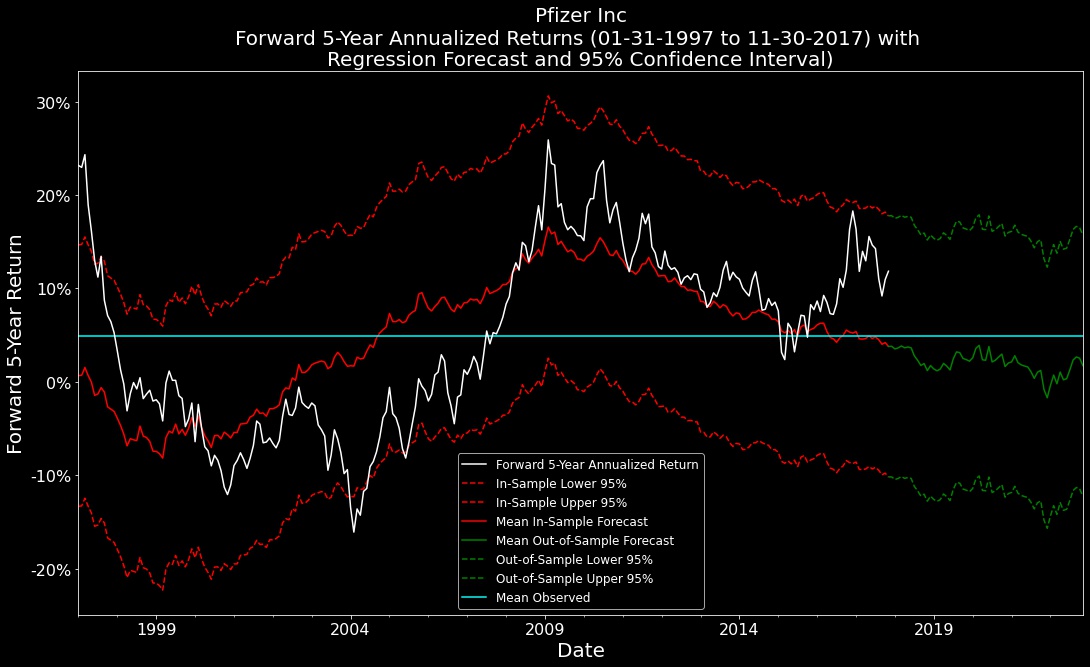 Pfizer Inc
Forward 5-Year Annualized Returns (01-31-1997 to 11-30-2017) with
Regression Forecast and 95% Confidence Interval)
Forward 5-Year Return
30%
20%
10%
0%
-10%
-20%
Forward 5-Year Annualized Return
In-Sample Lower 95%
In-Sample Upper 95%
Mean In-Sample Forecast
Mean Out-of-Sample Forecast
Out-of-Sample Lower 95%
Out-of-Sample Upper 95%
Mean Observed
1999
2004
2009
2014
2019
Date